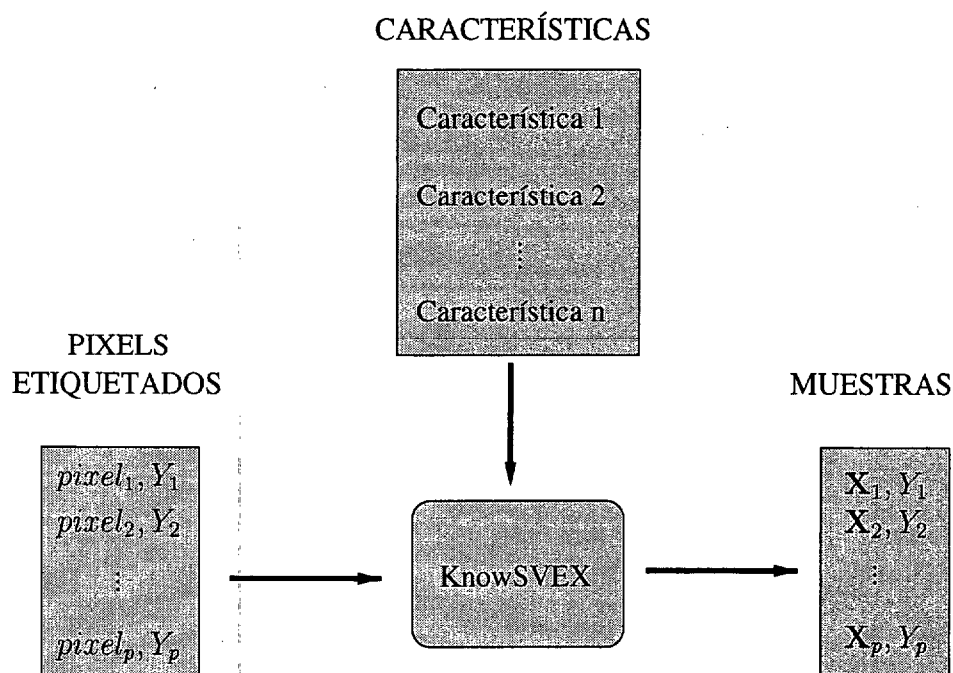 CARACTERÍSTICAS
Característica 1
Característica 2
⋮
Característica n
PIXELS
ETIQUETADOS
pixel₁, Y₁
pixel₂, Y₂
⋮
pixelₚ, Yₚ
KnowSVEX
MUESTRAS
X₁, Y₁
X₂, Y₂
⋮
Xₚ, Yₚ